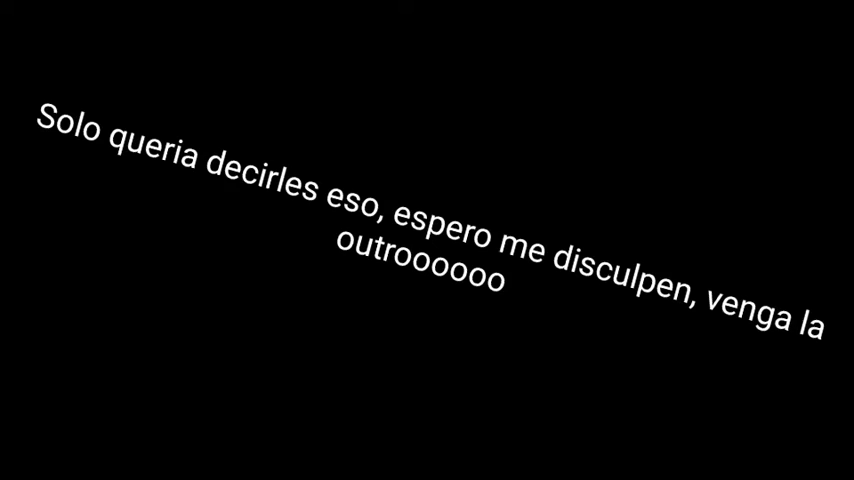 Solo queria decirles eso, espero me disculpen, venga la
outroooooo